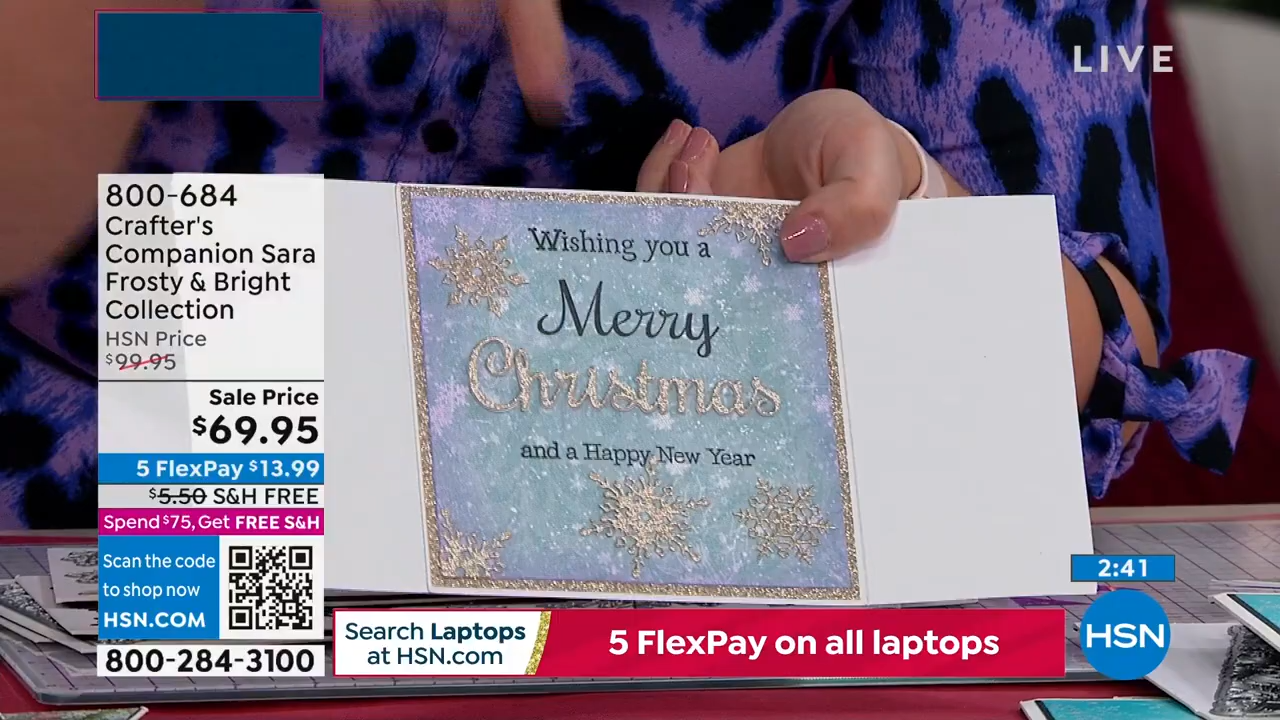 LIVE
800-684
Crafter's
Companion Sara
Frosty & Bright
Collection
HSN Price
$99.95
Sale Price
$69.95
5 FlexPay $13.99
$5.50 S&H FREE
Spend $75, Get FREE S&H
Scan the code
to shop now
HSN.COM
800-284-3100
Wishing you a
Merry
Christmas
and a Happy New Year
2:41
Search Laptops
at HSN.com
5 FlexPay on all laptops
HSN